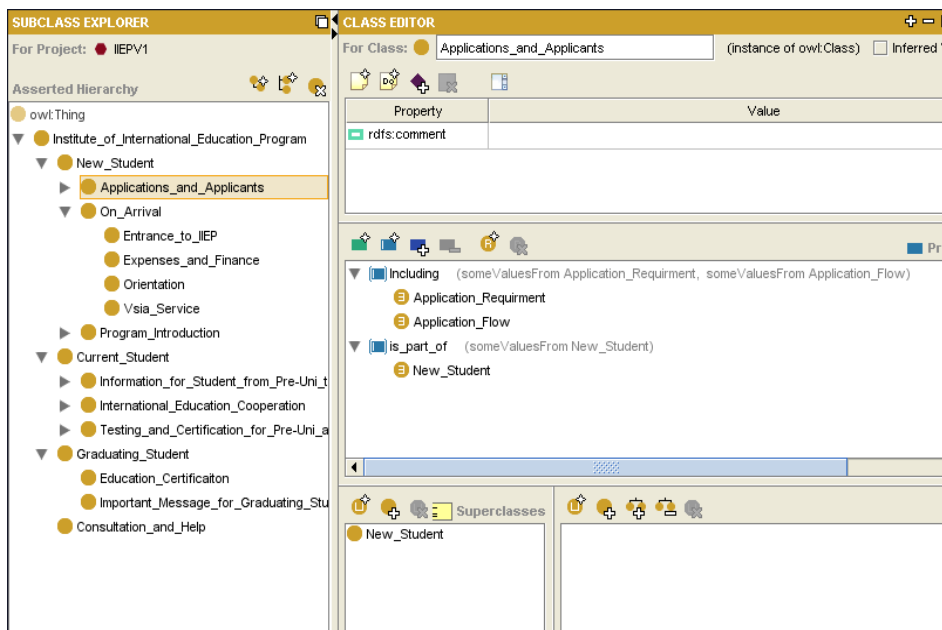 SUBCLASS EXPLORER
For Project: IIEPV1
Asserted Hierarchy
owl:Thing
Institute_of_International_Education_Program
New_Student
Applications_and_Applicants
On_Arrival
Entrance_to_IIEP
Expenses_and_Finance
Orientation
Vsia_Service
Program_Introduction
Current_Student
Information_for_Student_from_Pre-Uni_t
International_Education_Cooperation
Testing_and_Certification_for_Pre-Uni_a
Graduating_Student
Education_Certificaiton
Important_Message_for_Graduating_Stu
Consultation_and_Help
CLASS EDITOR
For Class: Applications_and_Applicants (instance of owl:Class) Inferred
Property Value
rdfs:comment
Pr
Including (someValuesFrom Application_Requirment, someValuesFrom Application_Flow)
Application_Requirment
Application_Flow
is_part_of (someValuesFrom New_Student)
New_Student
Superclasses
New_Student